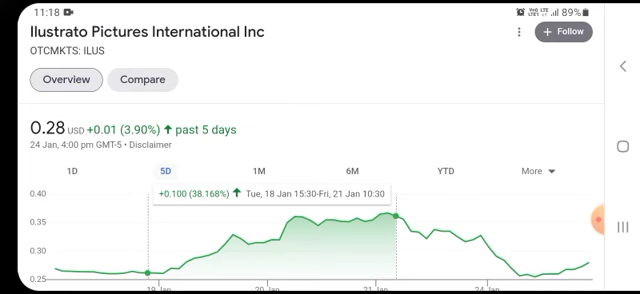 11:18 89%
Ilustrato Pictures International Inc
+ Follow
OTCMKTS: ILUS
Overview Compare
0.28 USD +0.01 (3.90%) ↑ past 5 days
24 Jan, 4:00 pm GMT-5 • Disclaimer
1D 5D 1M 6M YTD More
+0.100 (38.168%) ↑ Tue, 18 Jan 15:30-Fri, 21 Jan 10:30
0.40
0.35
0.30
0.25
19 Jan 20 Jan 21 Jan 24 Jan